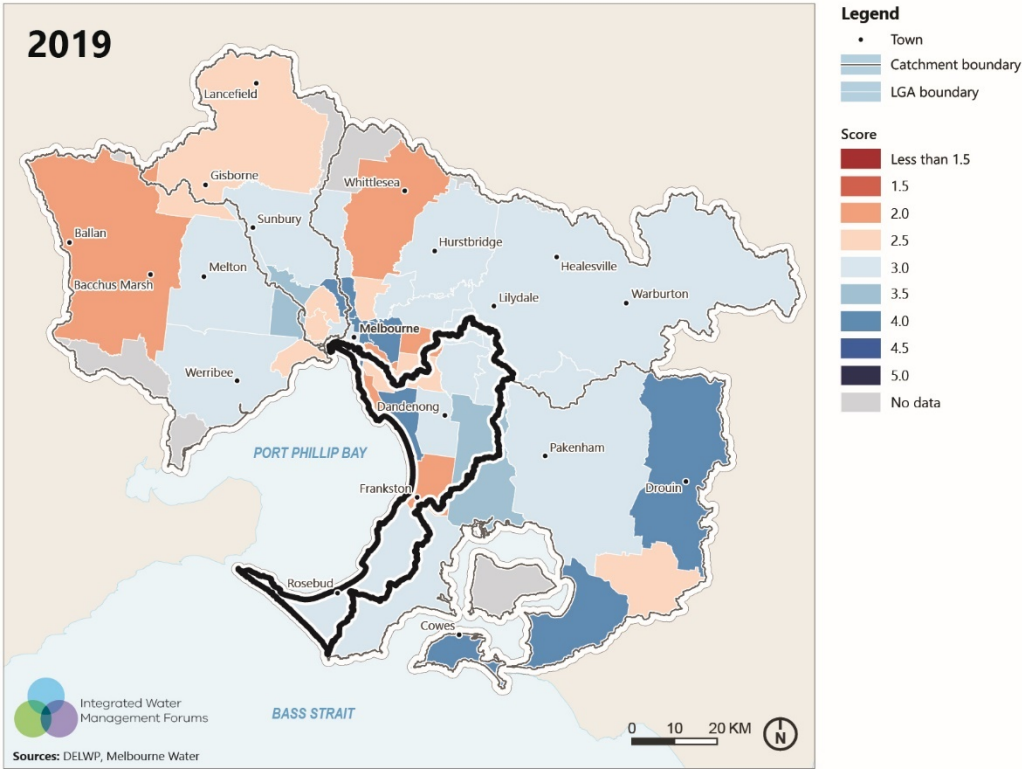 2019
Lancefield
Gisborne
Whittlesea
Sunbury
Ballan
Hurstbridge
Healesville
Melton
Bacchus Marsh
Lilydale
Warburton
Melbourne
Werribee
Dandenong
PORT PHILLIP BAY
Pakenham
Frankston
Drouin
Rosebud
Cowes
Integrated Water
Management Forums
BASS STRAIT
0 10 20 KM
N
Sources: DELWP, Melbourne Water
Legend
Town
Catchment boundary
LGA boundary
Score
Less than 1.5
1.5
2.0
2.5
3.0
3.5
4.0
4.5
5.0
No data